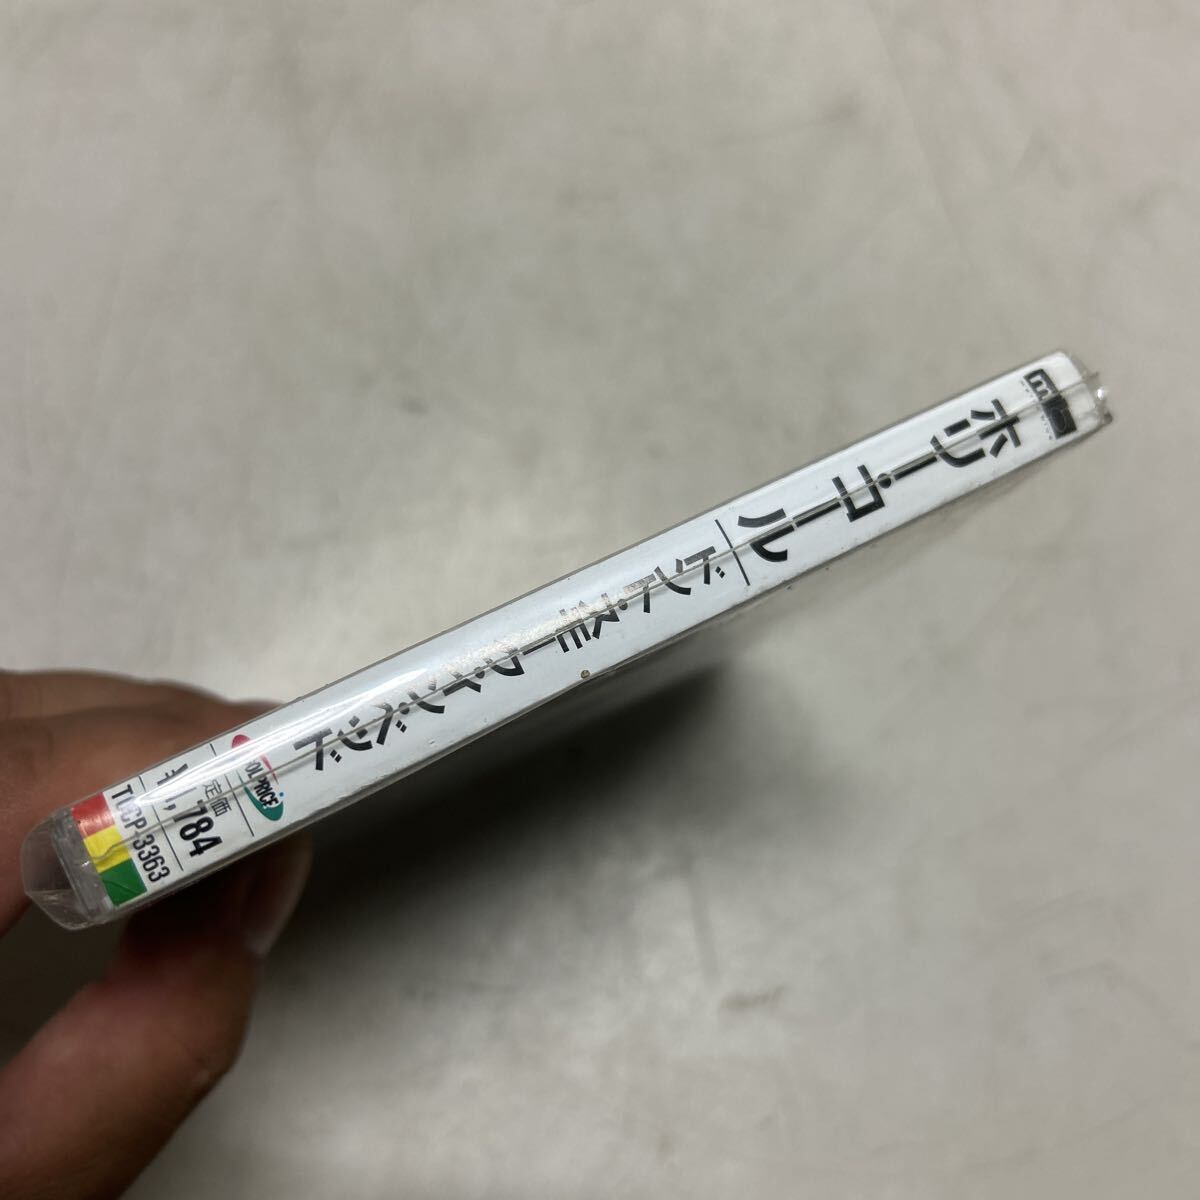 ホリー・コール
ドント・スモーク・イン・ベッド
定価
¥1,784
TOCP-3363